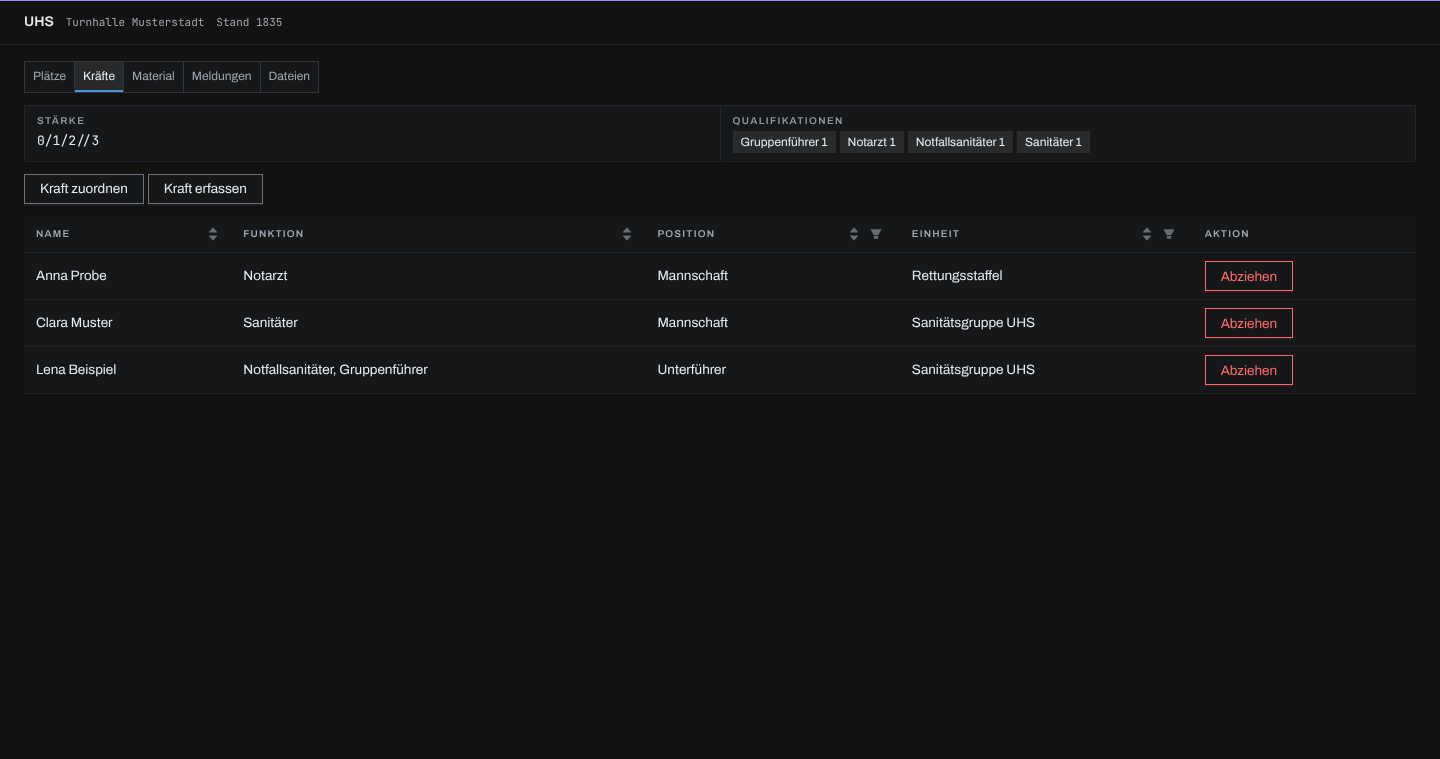 UHS Turnhalle Musterstadt Stand 1835
Plätze Kräfte Material Meldungen Dateien
STÄRKE
0/1/2//3
QUALIFIKATIONEN
Gruppenführer 1 Notarzt 1 Notfallsanitäter 1 Sanitäter 1
Kraft zuordnen Kraft erfassen
NAME FUNKTION POSITION EINHEIT AKTION
Anna Probe Notarzt Mannschaft Rettungsstaffel Abziehen
Clara Muster Sanitäter Mannschaft Sanitätsgruppe UHS Abziehen
Lena Beispiel Notfallsanitäter, Gruppenführer Unterführer Sanitätsgruppe UHS Abziehen